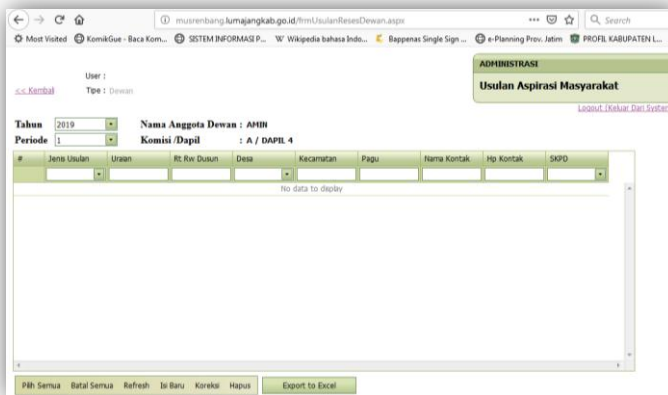 musrenbang.lumajangkab.go.id/frmUsulanResesDewan.aspx
Search
Most Visited KomikGue - Baca Kom... SISTEM INFORMASI P... W Wikipedia bahasa Indo... Bappenas Single Sign ... e-Planning Prov. Jatim PROFIL KABUPATEN L...
ADMINISTRASI
Usulan Aspirasi Masyarakat
User :
<< Kembali Tipe : Dewan
Logout (Keluar Dari System
Tahun 2019 Nama Anggota Dewan : AMIN
Periode 1 Komisi /Dapil : A / DAPIL 4
# Jenis Usulan Uraian Rt Rw Dusun Desa Kecamatan Pagu Nama Kontak Hp Kontak SKPD
No data to display
Pilih Semua Batal Semua Refresh Isi Baru Koreksi Hapus Export to Excel